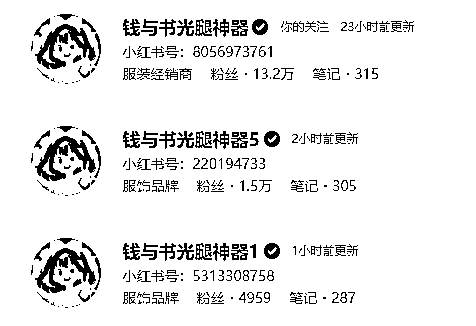 钱与书光腿神器 你的关注 23小时前更新
小红书号：8056973761
服装经销商 粉丝·13.2万 笔记·315
钱与书光腿神器5 2小时前更新
小红书号：220194733
服饰品牌 粉丝·1.5万 笔记·305
钱与书光腿神器1 1小时前更新
小红书号：5313308758
服饰品牌 粉丝·4959 笔记·287